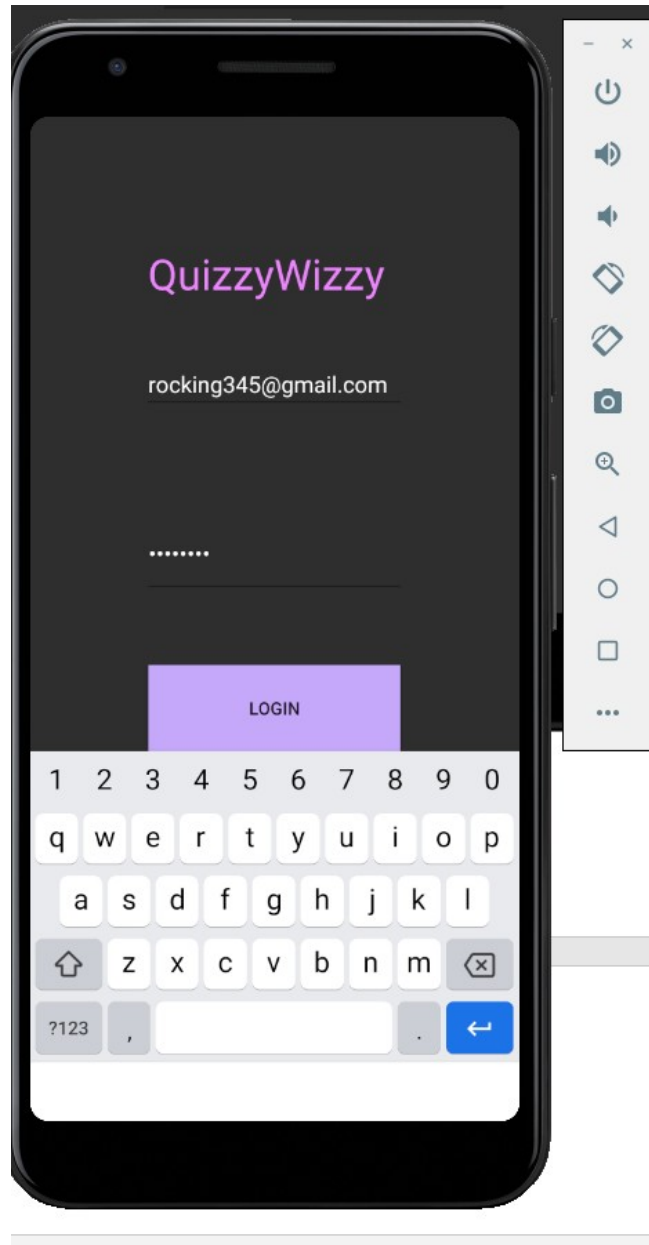 QuizzyWizzy
rocking345@gmail.com
••••••••
LOGIN
1 2 3 4 5 6 7 8 9 0
q w e r t y u i o p
a s d f g h j k l
z x c v b n m
?123 , .